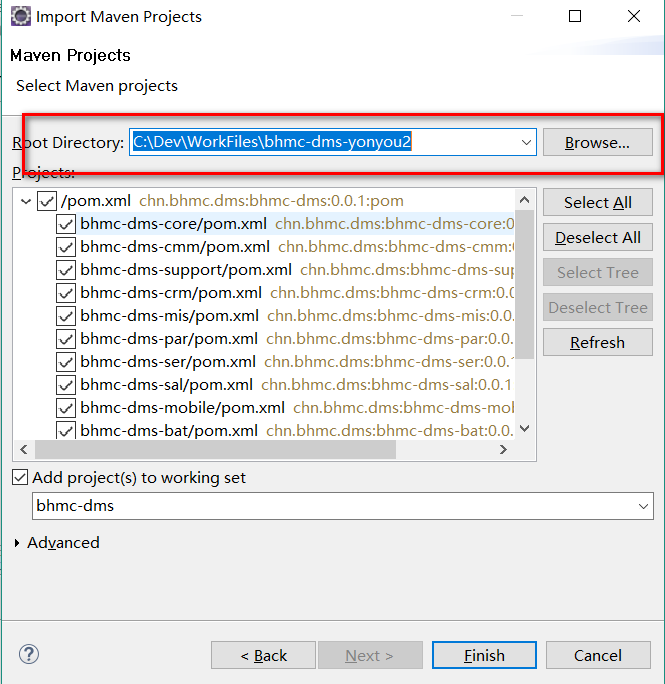 Import Maven Projects
Maven Projects
Select Maven projects
Root Directory: C:\Dev\WorkFiles\bhmc-dms-yonyou2 Browse...
Projects:
/pom.xml chn.bhmc.dms:bhmc-dms:0.0.1:pom
bhmc-dms-core/pom.xml chn.bhmc.dms:bhmc-dms-core:0
bhmc-dms-cmm/pom.xml chn.bhmc.dms:bhmc-dms-cmm:
bhmc-dms-support/pom.xml chn.bhmc.dms:bhmc-dms-sup
bhmc-dms-crm/pom.xml chn.bhmc.dms:bhmc-dms-crm:0.
bhmc-dms-mis/pom.xml chn.bhmc.dms:bhmc-dms-mis:0.0
bhmc-dms-par/pom.xml chn.bhmc.dms:bhmc-dms-par:0.0.
bhmc-dms-ser/pom.xml chn.bhmc.dms:bhmc-dms-ser:0.0.1
bhmc-dms-sal/pom.xml chn.bhmc.dms:bhmc-dms-sal:0.0.1
bhmc-dms-mobile/pom.xml chn.bhmc.dms:bhmc-dms-mob
bhmc-dms-bat/pom.xml chn.bhmc.dms:bhmc-dms-bat:0.0.
Select All
Deselect All
Select Tree
Deselect Tree
Refresh
Add project(s) to working set
bhmc-dms
Advanced
?
< Back Next > Finish Cancel